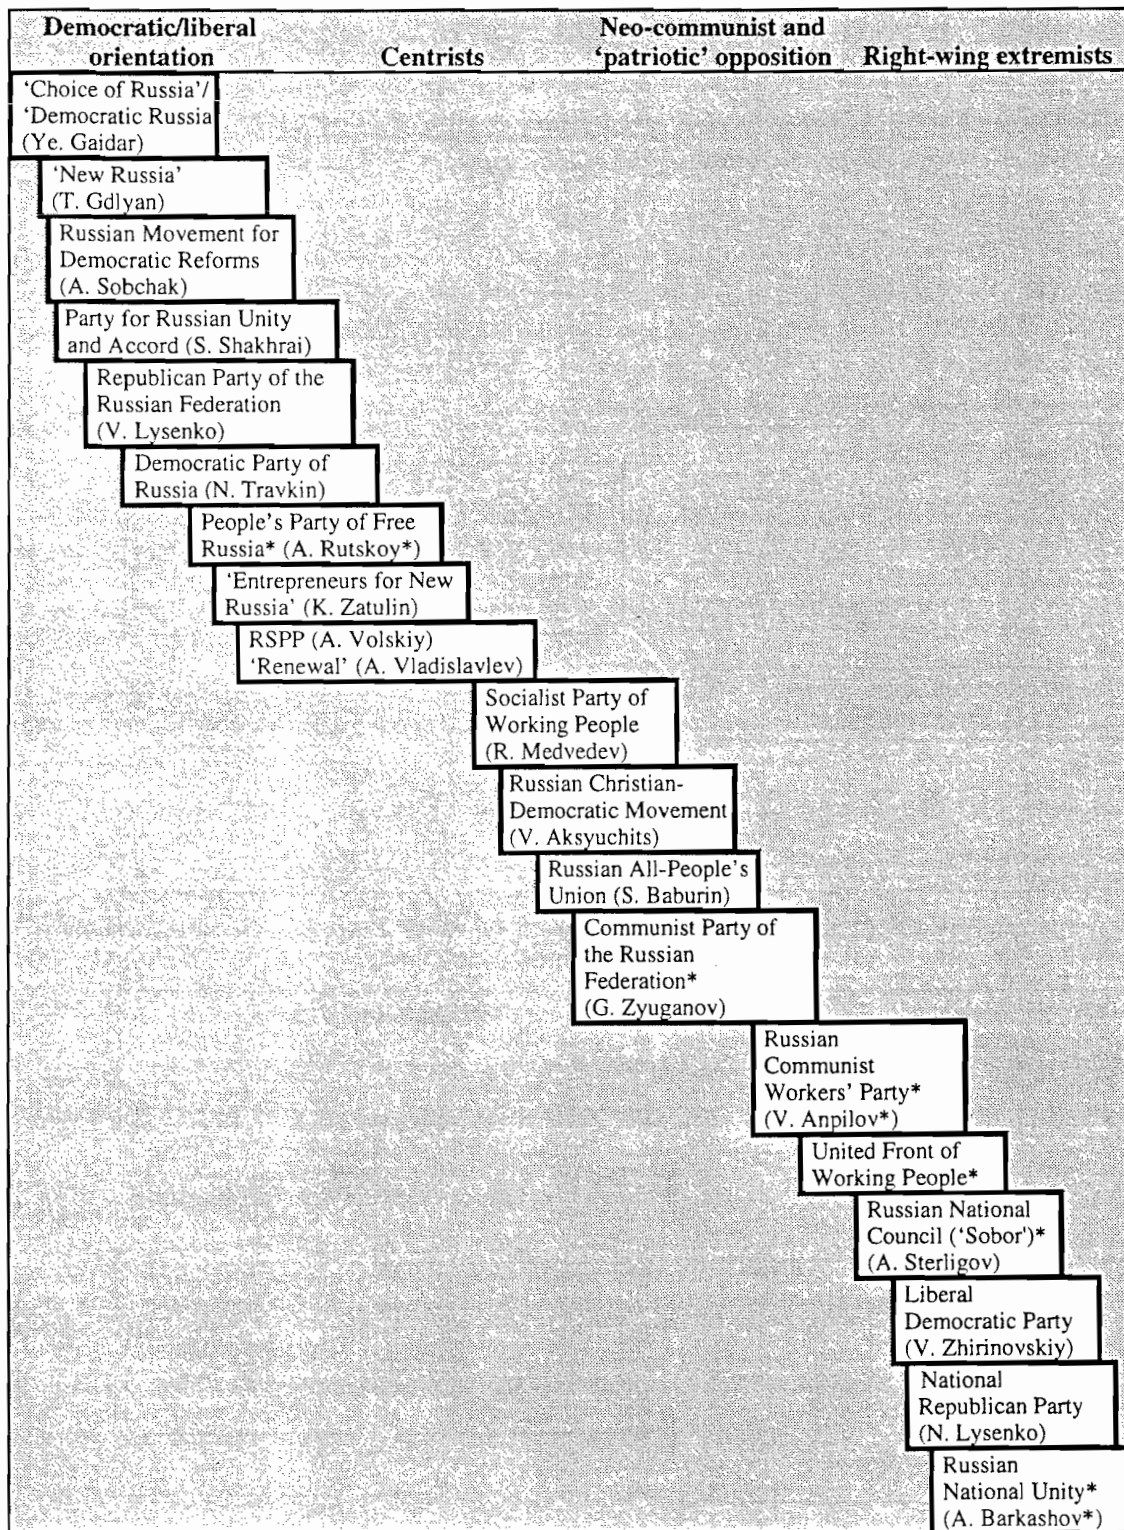 Democratic/liberal orientation
Centrists
Neo-communist and 'patriotic' opposition
Right-wing extremists
'Choice of Russia'/
'Democratic Russia
(Ye. Gaidar)
'New Russia'
(T. Gdlyan)
Russian Movement for
Democratic Reforms
(A. Sobchak)
Party for Russian Unity
and Accord (S. Shakhrai)
Republican Party of the
Russian Federation
(V. Lysenko)
Democratic Party of
Russia (N. Travkin)
People's Party of Free
Russia* (A. Rutskoy*)
'Entrepreneurs for New
Russia' (K. Zatulin)
RSPP (A. Volskiy)
'Renewal' (A. Vladislavlev)
Socialist Party of
Working People
(R. Medvedev)
Russian Christian-
Democratic Movement
(V. Aksyuchits)
Russian All-People's
Union (S. Baburin)
Communist Party of
the Russian
Federation*
(G. Zyuganov)
Russian
Communist
Workers' Party*
(V. Anpilov*)
United Front of
Working People*
Russian National
Council ('Sobor')*
(A. Sterligov)
Liberal
Democratic Party
(V. Zhirinovskiy)
National
Republican Party
(N. Lysenko)
Russian
National Unity*
(A. Barkashov*)